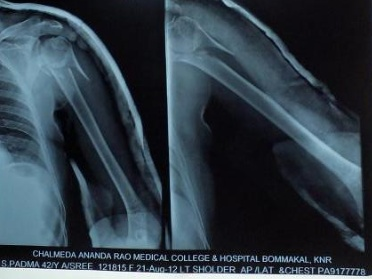 CHALMEDA ANANDA RAO MEDICAL COLLEGE & HOSPITAL BOMMAKAL, KNR
S.PADMA 42/Y A/SREE 121815 F 21-Aug-12 LT SHOLDER AP /LAT &CHEST PA9177778